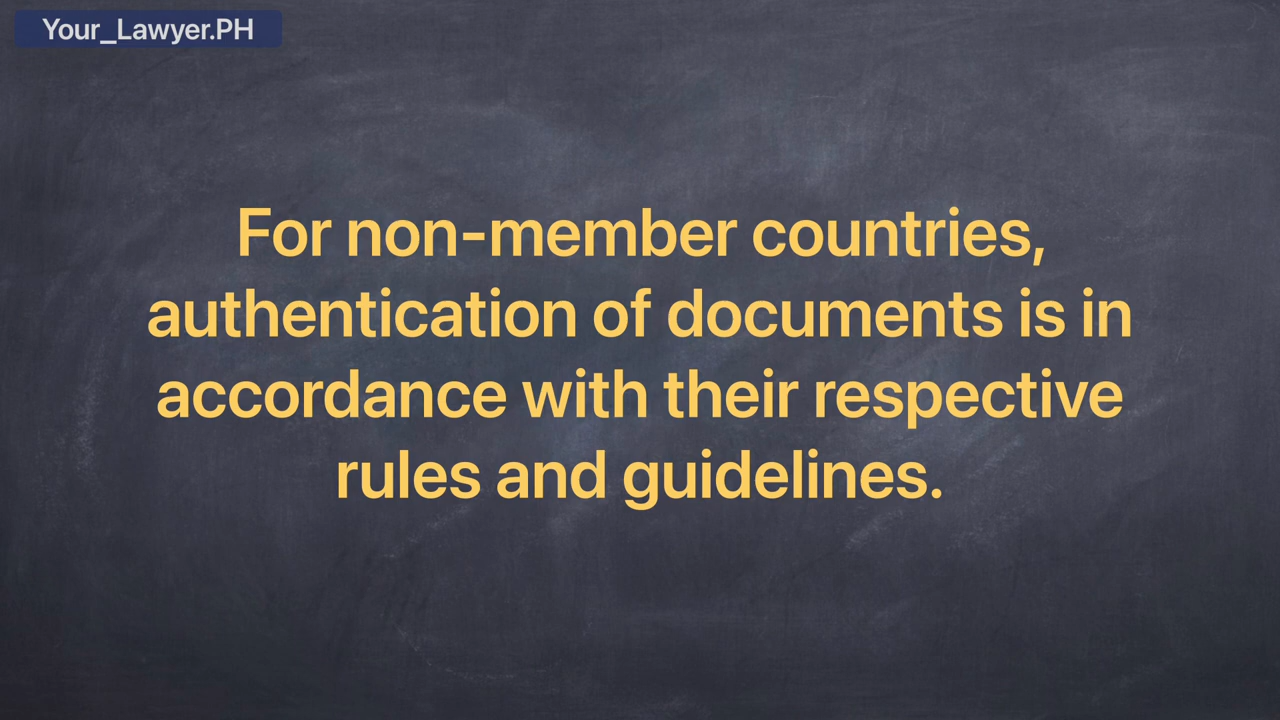 Your_Lawyer.PH
For non-member countries,
authentication of documents is in
accordance with their respective
rules and guidelines.